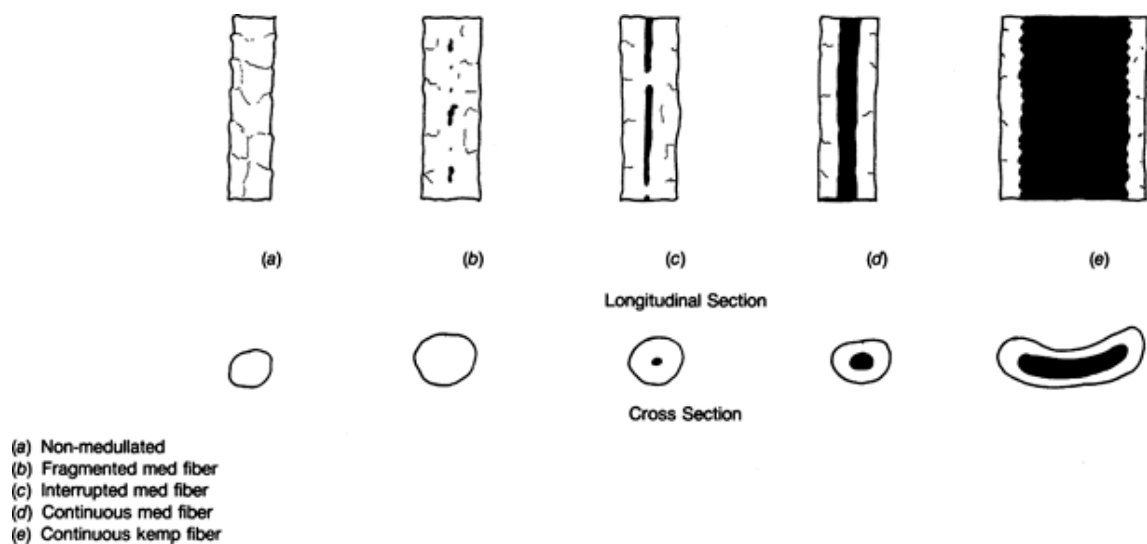 (a) (b) (c) (d) (e)
Longitudinal Section
Cross Section
(a) Non-medullated
(b) Fragmented med fiber
(c) Interrupted med fiber
(d) Continuous med fiber
(e) Continuous kemp fiber